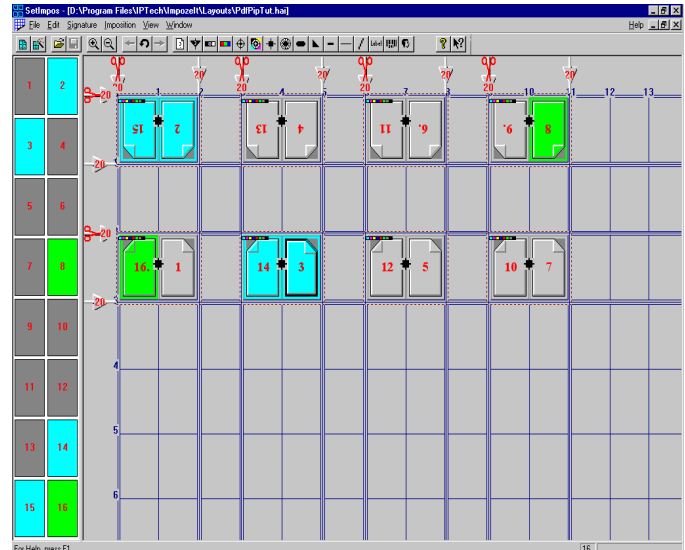 SetImpos - [D:\Program Files\IPTech\ImpozeIt\Layouts\PdfPipTut.hai]
File Edit Signature Imposition View Window Help
Label
1 2
3 4
5 6
7 8
9 10
11 12
13 14
15 16
20 20 20 20 20 20 20 20
20 1 2 3 4 5 6 7 8 9 10 11 12 13
15 2 13 4 11 6. 9. 8
20
20
16. 1 14 3 12 5 10 7
20
4
5
6
For Help, press F1
16